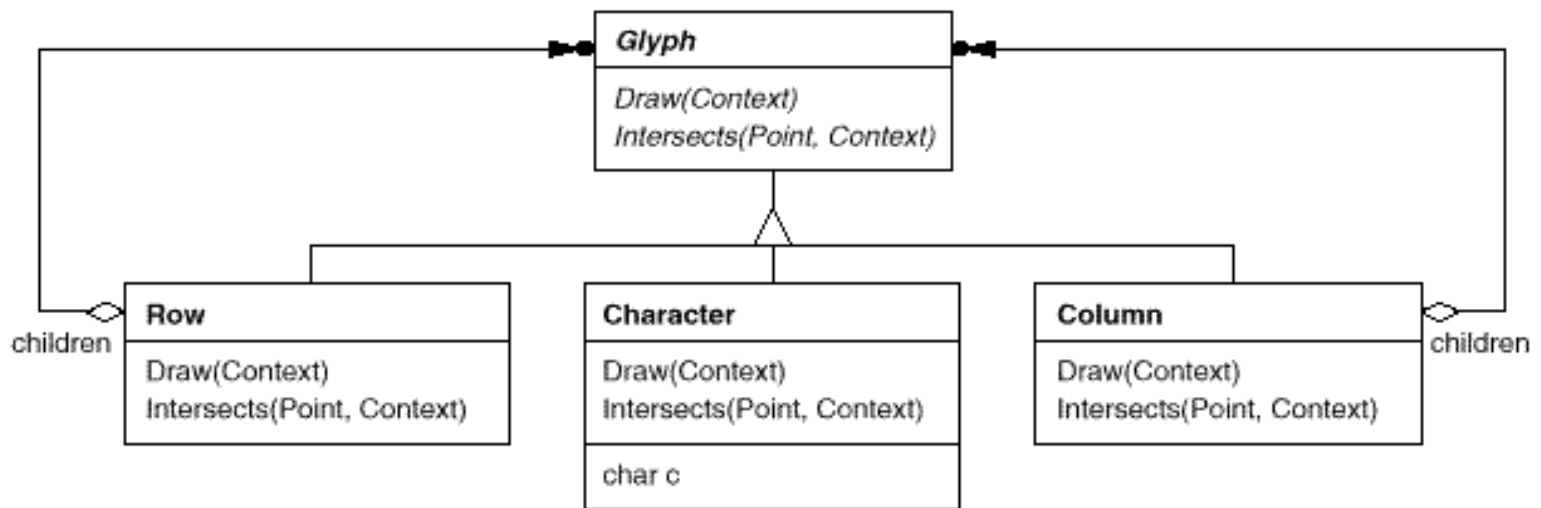 Glyph
Draw(Context)
Intersects(Point, Context)
children
Row
Draw(Context)
Intersects(Point, Context)
Character
Draw(Context)
Intersects(Point, Context)
char c
Column
Draw(Context)
Intersects(Point, Context)
children